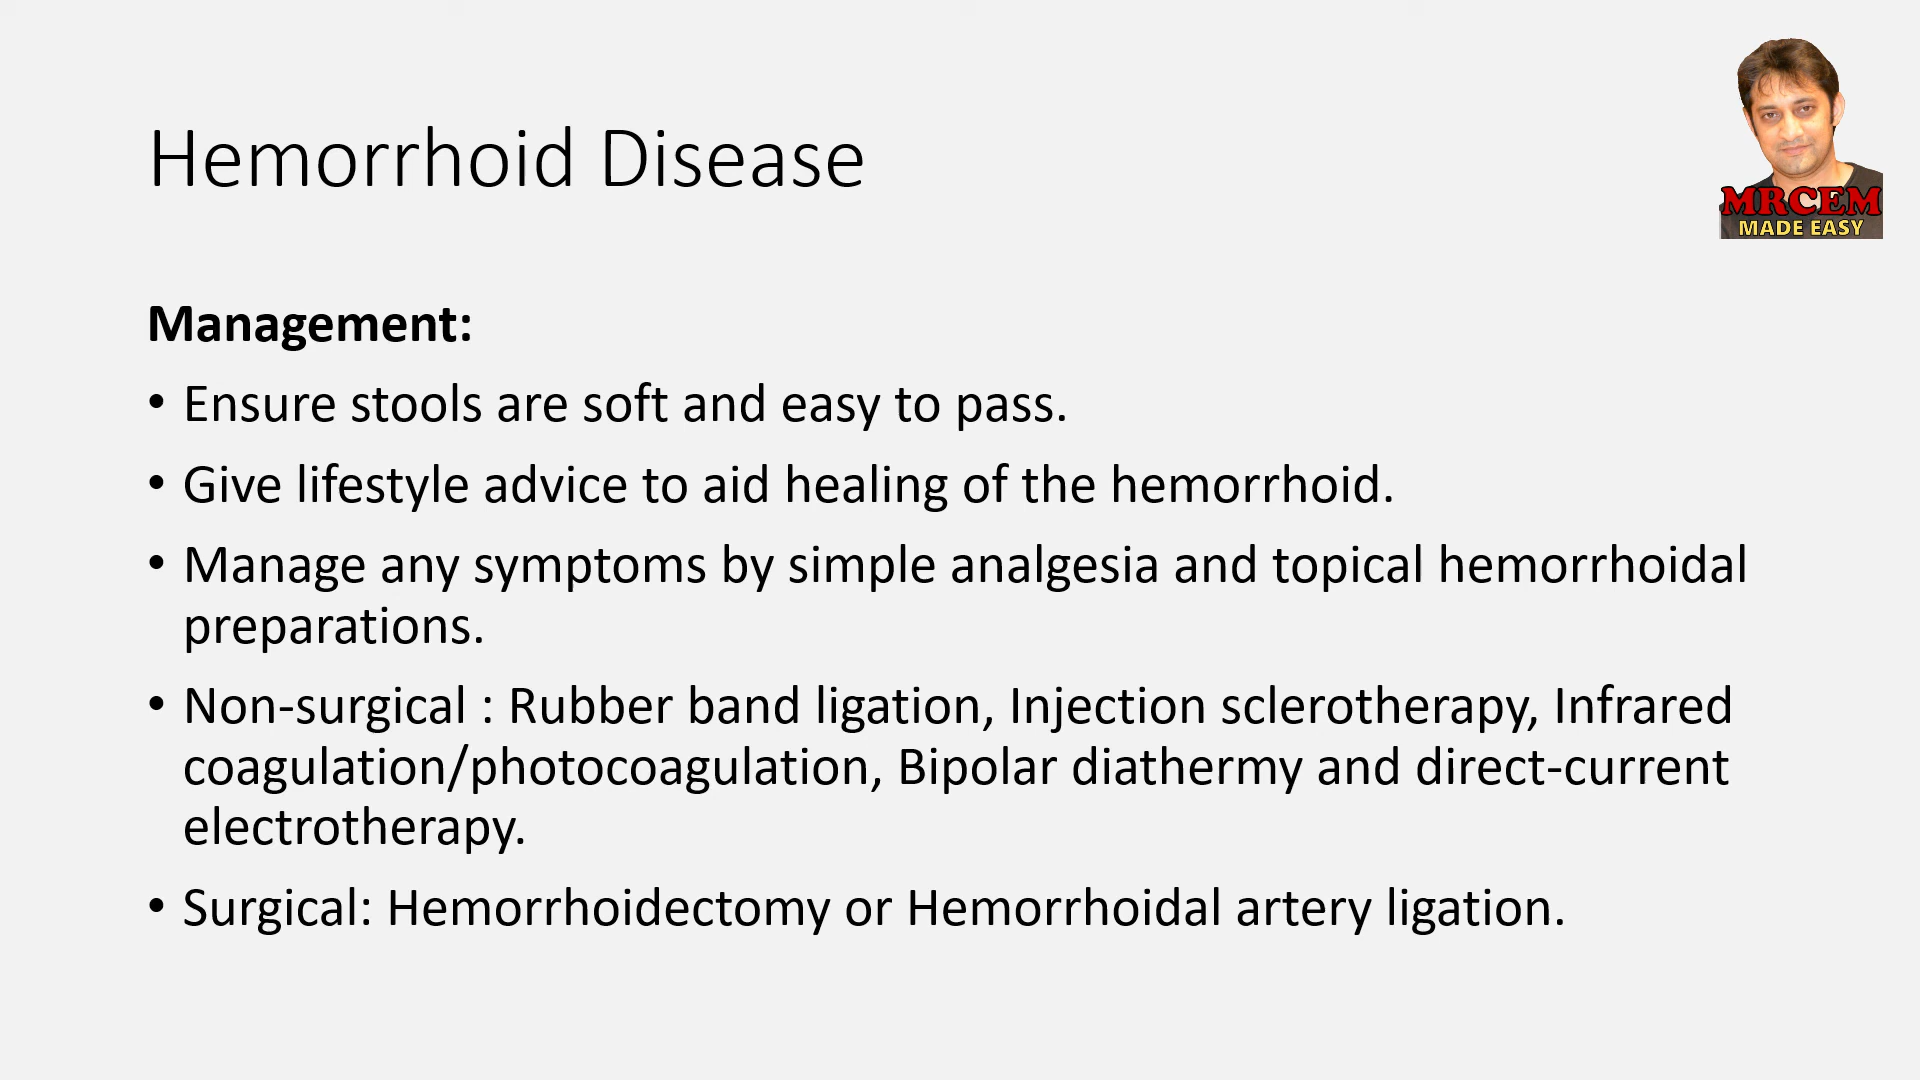 Hemorrhoid Disease
MRCEM
MADE EASY
Management:
• Ensure stools are soft and easy to pass.
• Give lifestyle advice to aid healing of the hemorrhoid.
• Manage any symptoms by simple analgesia and topical hemorrhoidal
preparations.
• Non-surgical : Rubber band ligation, Injection sclerotherapy, Infrared
coagulation/photocoagulation, Bipolar diathermy and direct-current
electrotherapy.
• Surgical: Hemorrhoidectomy or Hemorrhoidal artery ligation.